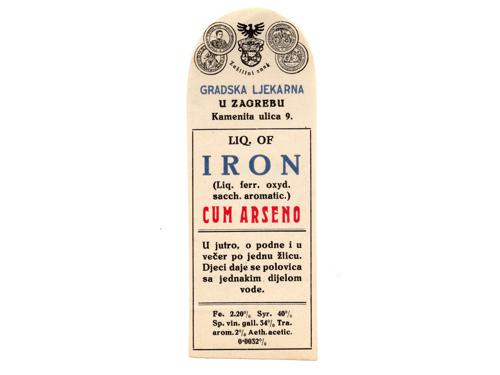 Zaštitni znak
GRADSKA LJEKARNA
U ZAGREBU
Kamenita ulica 9.
LIQ. OF
IRON
(Liq. ferr. oxyd.
sacch. aromatic.)
CUM ARSENO
U jutro, o podne i u
večer po jednu žlicu.
Djeci daje se polovica
sa jednakim dijelom
vode.
Fe. 2.20% Syr. 40%
Sp. vin. gall. 34% Tra.
arom. 2% Aeth. acetic.
0·0032%